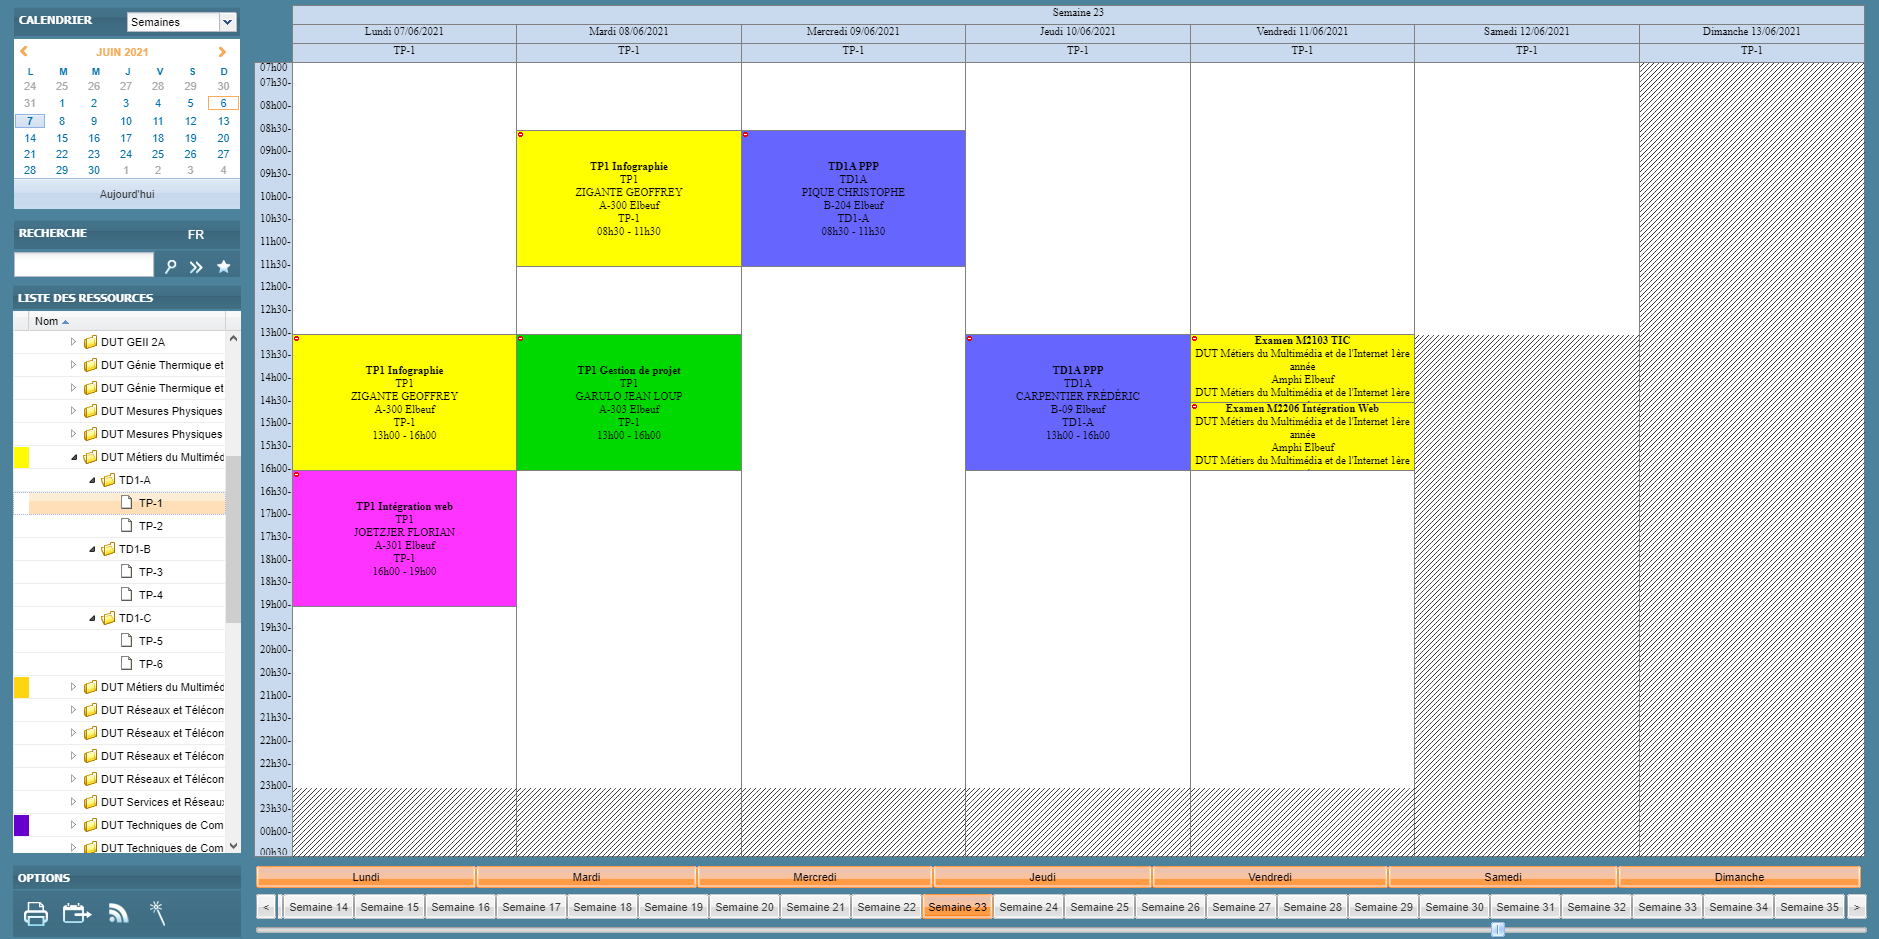 CALENDRIER
Semaines
JUIN 2021
L M M J V S D
24 25 26 27 28 29 30
31 1 2 3 4 5 6
7 8 9 10 11 12 13
14 15 16 17 18 19 20
21 22 23 24 25 26 27
28 29 30 1 2 3 4
Aujourd'hui
RECHERCHE FR
LISTE DES RESSOURCES
Nom
DUT GEII 2A
DUT Génie Thermique et
DUT Génie Thermique et
DUT Mesures Physiques
DUT Mesures Physiques
DUT Métiers du Multiméd
TD1-A
TP-1
TP-2
TD1-B
TP-3
TP-4
TD1-C
TP-5
TP-6
DUT Métiers du Multiméd
DUT Réseaux et Télécom
DUT Réseaux et Télécom
DUT Réseaux et Télécom
DUT Réseaux et Télécom
DUT Services et Réseaux
DUT Techniques de Com
DUT Techniques de Com
OPTIONS
Semaine 23
Lundi 07/06/2021 Mardi 08/06/2021 Mercredi 09/06/2021 Jeudi 10/06/2021 Vendredi 11/06/2021 Samedi 12/06/2021 Dimanche 13/06/2021
TP-1 TP-1 TP-1 TP-1 TP-1 TP-1 TP-1
07h00
07h30-
08h00-
08h30-
09h00-
09h30-
10h00-
10h30-
11h00-
11h30-
12h00-
12h30-
13h00-
13h30-
14h00-
14h30-
15h00-
15h30-
16h00-
16h30-
17h00-
17h30-
18h00-
18h30-
19h00-
19h30-
20h00-
20h30-
21h00-
21h30-
22h00-
22h30-
23h00-
23h30-
00h00-
00h30
TP1 Infographie
TP1
ZIGANTE GEOFFREY
A-300 Elbeuf
TP-1
13h00 - 16h00
TP1 Intégration web
TP1
JOETZJER FLORIAN
A-301 Elbeuf
TP-1
16h00 - 19h00
TP1 Infographie
TP1
ZIGANTE GEOFFREY
A-300 Elbeuf
TP-1
08h30 - 11h30
TP1 Gestion de projet
TP1
GARULO JEAN LOUP
A-303 Elbeuf
TP-1
13h00 - 16h00
TD1A PPP
TD1A
PIQUE CHRISTOPHE
B-204 Elbeuf
TD1-A
08h30 - 11h30
TD1A PPP
TD1A
CARPENTIER FRÉDÉRIC
B-09 Elbeuf
TD1-A
13h00 - 16h00
Examen M2103 TIC
DUT Métiers du Multimédia et de l'Internet 1ère
année
Amphi Elbeuf
DUT Métiers du Multimédia et de l'Internet 1ère
Examen M2206 Intégration Web
DUT Métiers du Multimédia et de l'Internet 1ère
année
Amphi Elbeuf
DUT Métiers du Multimédia et de l'Internet 1ère
Lundi Mardi Mercredi Jeudi Vendredi Samedi Dimanche
< Semaine 14 Semaine 15 Semaine 16 Semaine 17 Semaine 18 Semaine 19 Semaine 20 Semaine 21 Semaine 22 Semaine 23 Semaine 24 Semaine 25 Semaine 26 Semaine 27 Semaine 28 Semaine 29 Semaine 30 Semaine 31 Semaine 32 Semaine 33 Semaine 34 Semaine 35 >